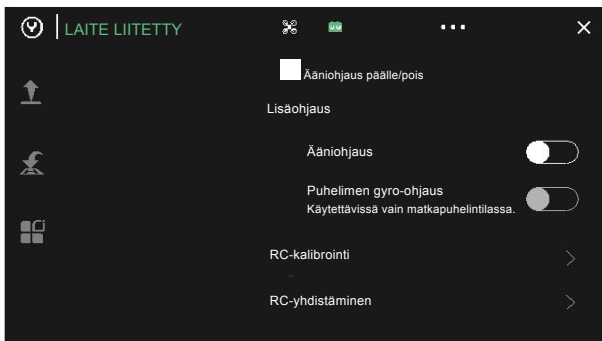 LAITE LIITETTY
Ääniohjaus päälle/pois
Lisäohjaus
Ääniohjaus
Puhelimen gyro-ohjaus
Käytettävissä vain matkapuhelintilassa.
RC-kalibrointi
RC-yhdistäminen